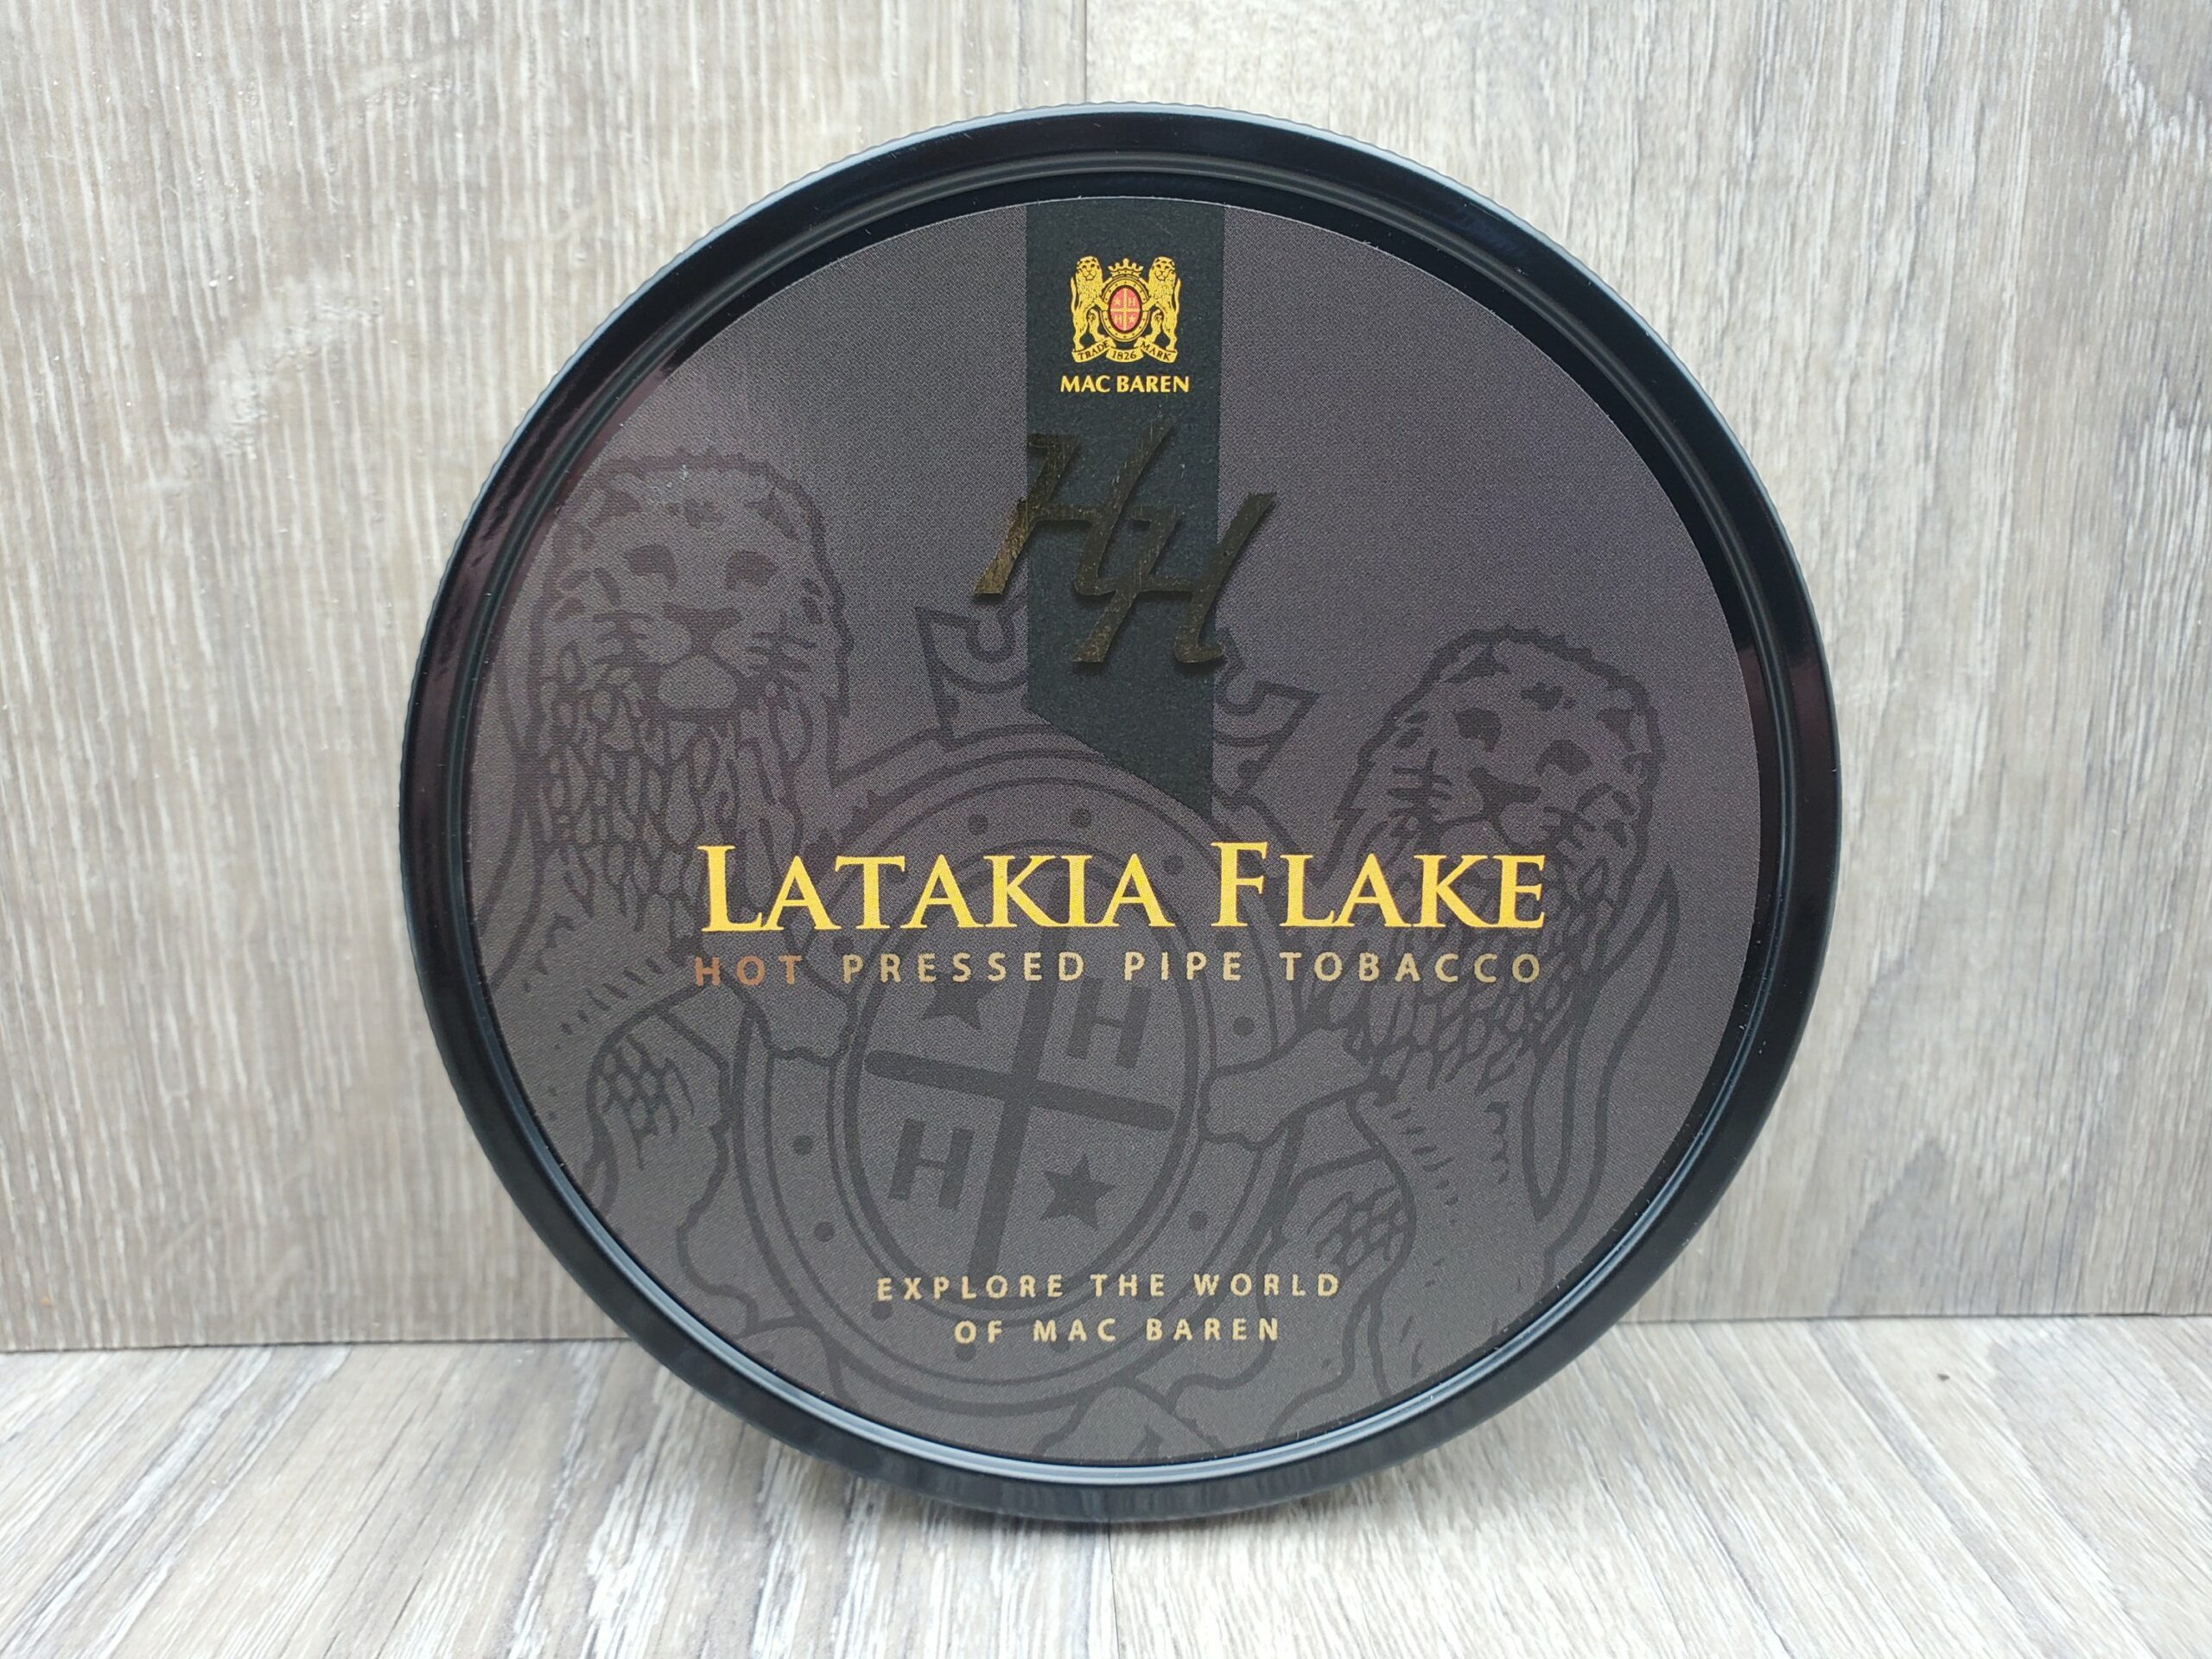 H
H
TRADE 1826 MARK
MAC BAREN
HH
LATAKIA FLAKE
HOT PRESSED PIPE TOBACCO
H
H
EXPLORE THE WORLD
OF MAC BAREN